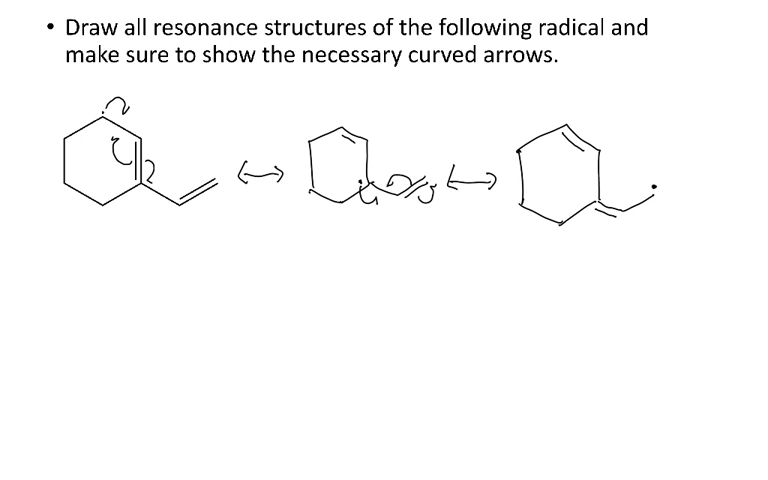 • Draw all resonance structures of the following radical and
make sure to show the necessary curved arrows.